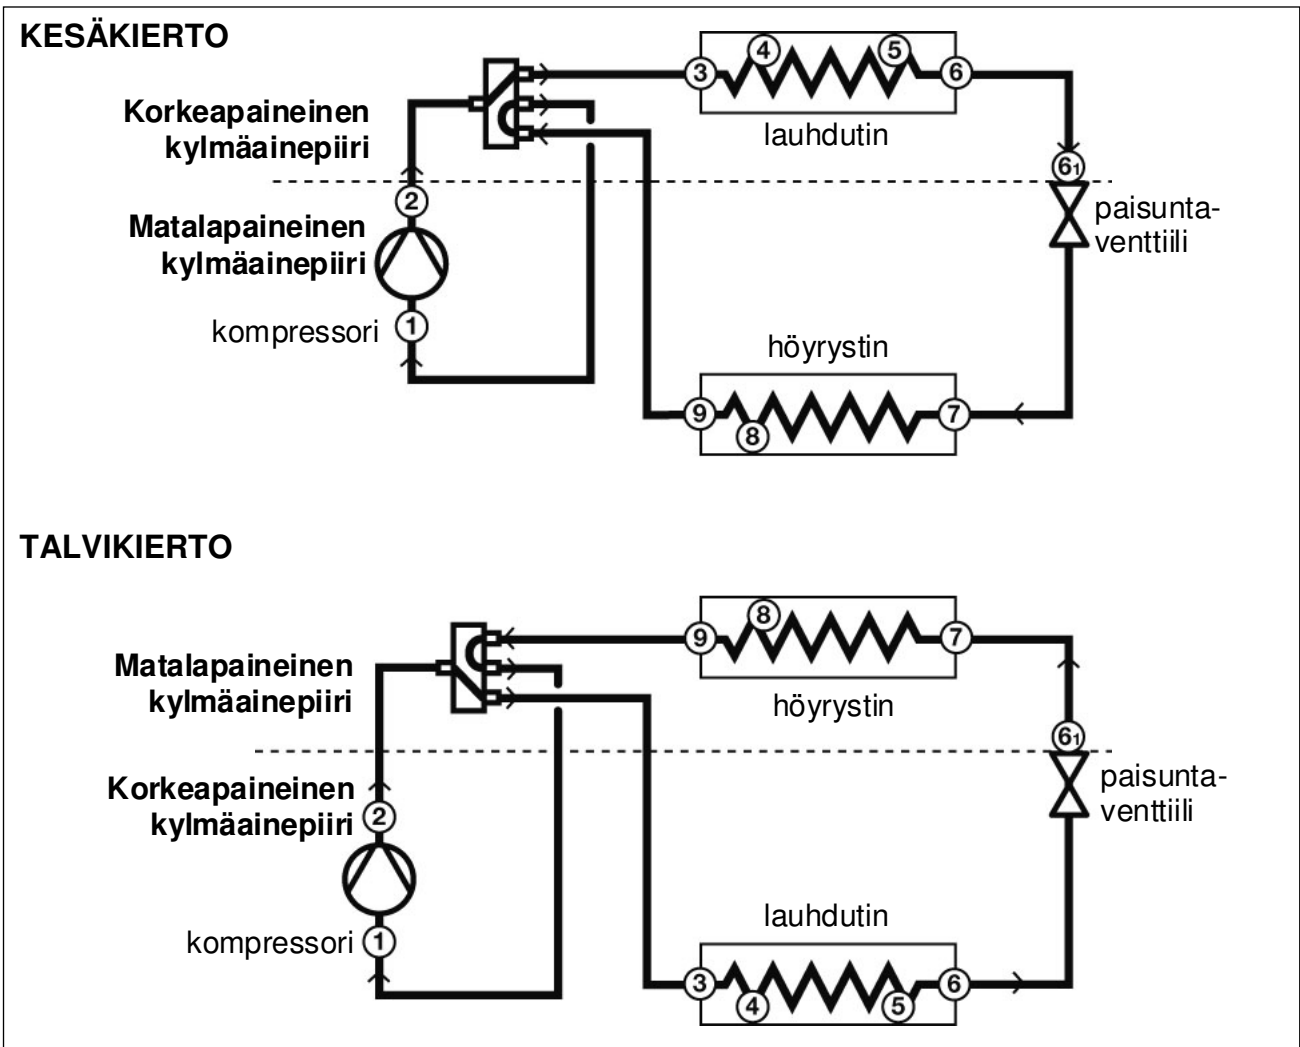 KESÄKIERTO
Korkeapaineinen
kylmäainepiiri
3
4
5
6
lauhdutin
61
2
Matalapaineinen
kylmäainepiiri
paisunta-
venttiili
kompressori
1
höyrystin
9
8
7
TALVIKIERTO
Matalapaineinen
kylmäainepiiri
9
8
7
höyrystin
61
Korkeapaineinen
kylmäainepiiri
2
paisunta-
venttiili
kompressori
1
lauhdutin
3
4
5
6